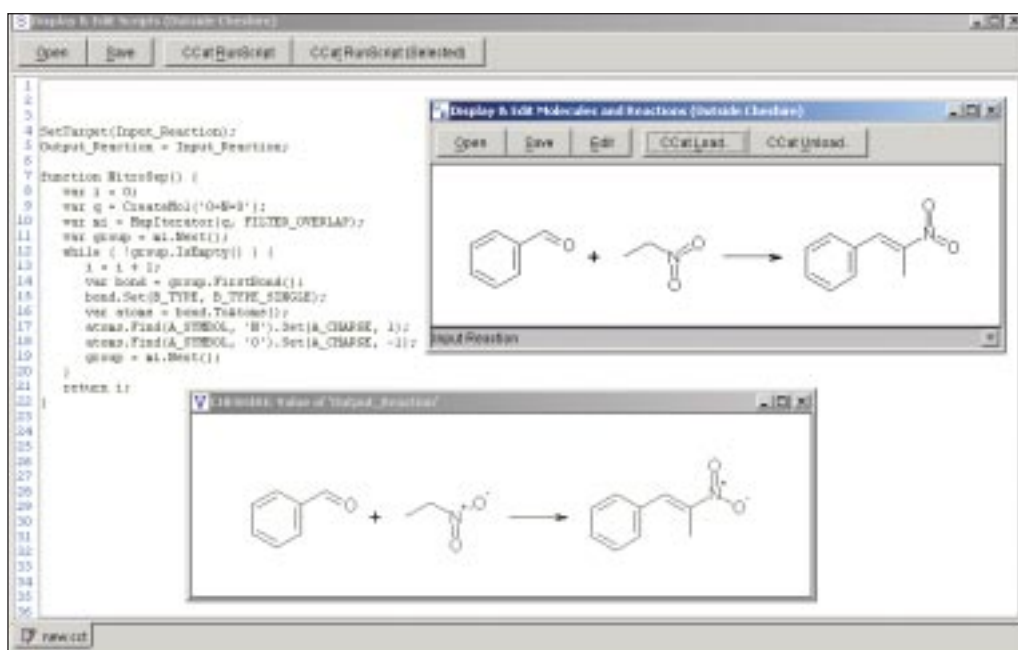 Display & Edit Scripts (Outside Cheshire)
Open Save CCat RunScript CCat RunScript (Selected)
1
2
3
4 SetTarget(Input_Reaction);
5 Output_Reaction = Input_Reaction;
6
7 function NitroSep() {
8 var i = 0;
9 var q = CreateMol('O=N=O');
10 var mi = MapIterator(q, FILTER_OVERLAP);
11 var group = mi.Next();
12 while ( !group.IsEmpty() ) {
13 i = i + 1;
14 var bond = group.FirstBond();
15 bond.Set(B_TYPE, B_TYPE_SINGLE);
16 var atoms = bond.ToAtoms();
17 atoms.Find(A_SYMBOL, 'N').Set(A_CHARGE, 1);
18 atoms.Find(A_SYMBOL, 'O').Set(A_CHARGE, -1);
19 group = mi.Next();
20 }
21 return i;
22 }
23
24
25
26
27
28
29
30
31
32
33
34
35
36
Display & Edit Molecules and Reactions (Outside Cheshire)
Open Save Edit CCat Load.. CCat Unload..
O + N O O N O O
Input Reaction
CHESHIRE: Value of 'Output_Reaction'
O + N+ O- O N+ O O-
new.cst